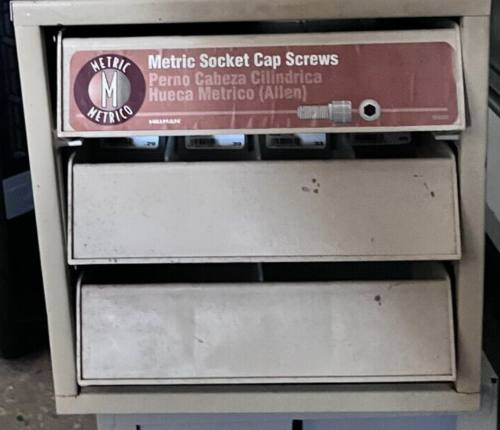 METRIC
M
METRICO
Metric Socket Cap Screws
Perno Cabeza Cilindrica
Hueca Metrico (Allen)
HILLMAN